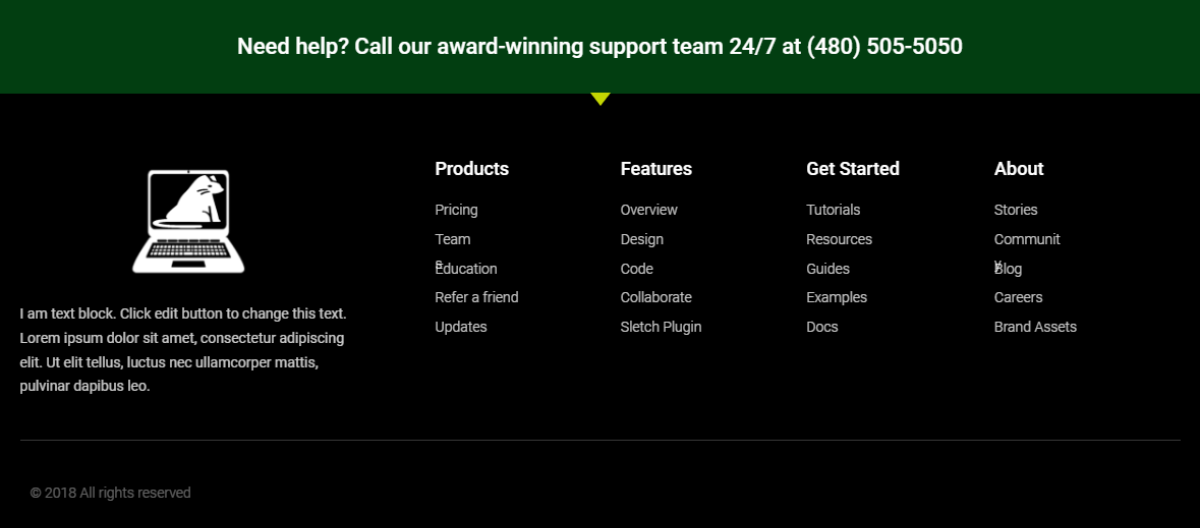 Need help? Call our award-winning support team 24/7 at (480) 505-5050
Products
Pricing
Team
s
Education
Refer a friend
Updates
Features
Overview
Design
Code
Collaborate
Sletch Plugin
Get Started
Tutorials
Resources
Guides
Examples
Docs
About
Stories
Communit
y
Blog
Careers
Brand Assets
I am text block. Click edit button to change this text.
Lorem ipsum dolor sit amet, consectetur adipiscing
elit. Ut elit tellus, luctus nec ullamcorper mattis,
pulvinar dapibus leo.
© 2018 All rights reserved